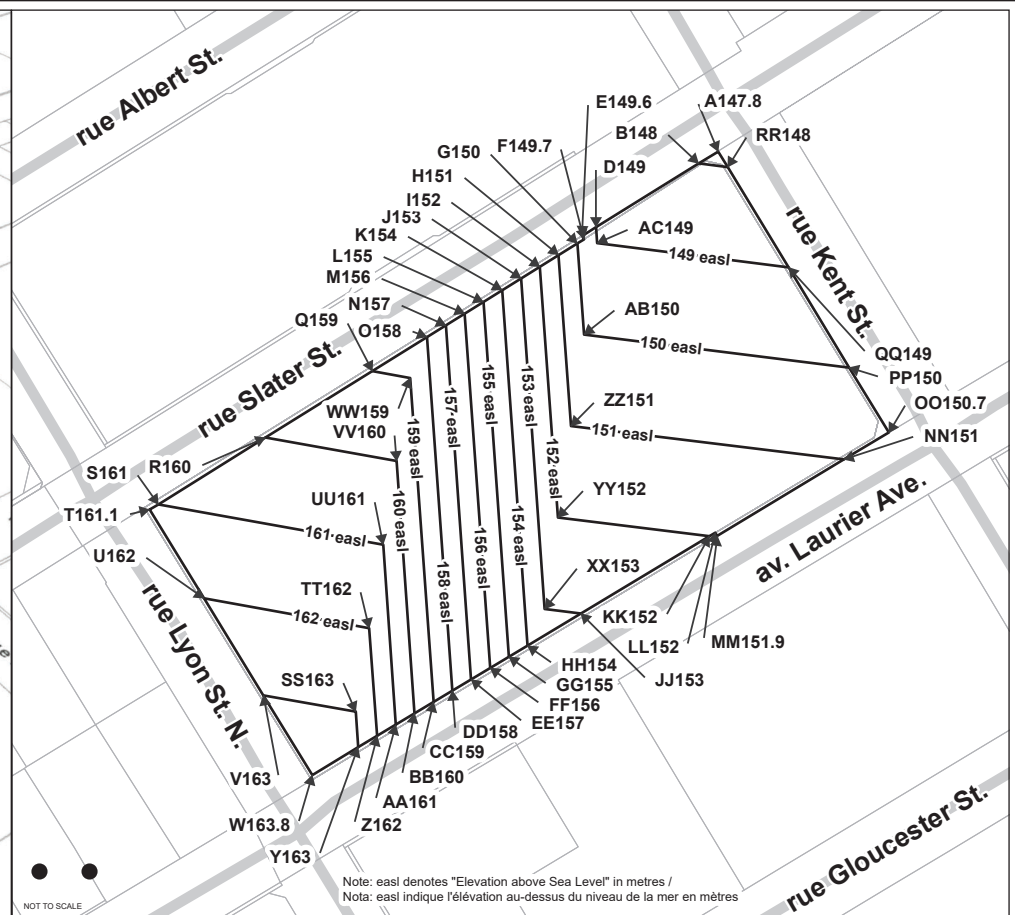 rue Albert St.
E149.6
A147.8
F149.7
B148
RR148
G150
D149
H151
I152
J153
K154
AC149
L155
149 easl
M156
N157
Q159
O158
rue Kent St.
AB150
150 easl
QQ149
PP150
OO150.7
rue Slater St.
WW159
VV160
159 easl
157 easl
155 easl
153 easl
ZZ151
151 easl
NN151
S161
R160
152 easl
T161.1
UU161
YY152
av. Laurier Ave.
160 easl
161 easl
158 easl
156 easl
154 easl
U162
TT162
XX153
162 easl
KK152
LL152
MM151.9
rue Lyon St. N.
SS163
HH154
JJ153
GG155
FF156
EE157
DD158
CC159
V163
BB160
AA161
W163.8
Z162
Y163
rue Gloucester St.
NOT TO SCALE
Note: easl denotes "Elevation above Sea Level" in metres /
Nota: easl indique l'élévation au-dessus du niveau de la mer en mètres